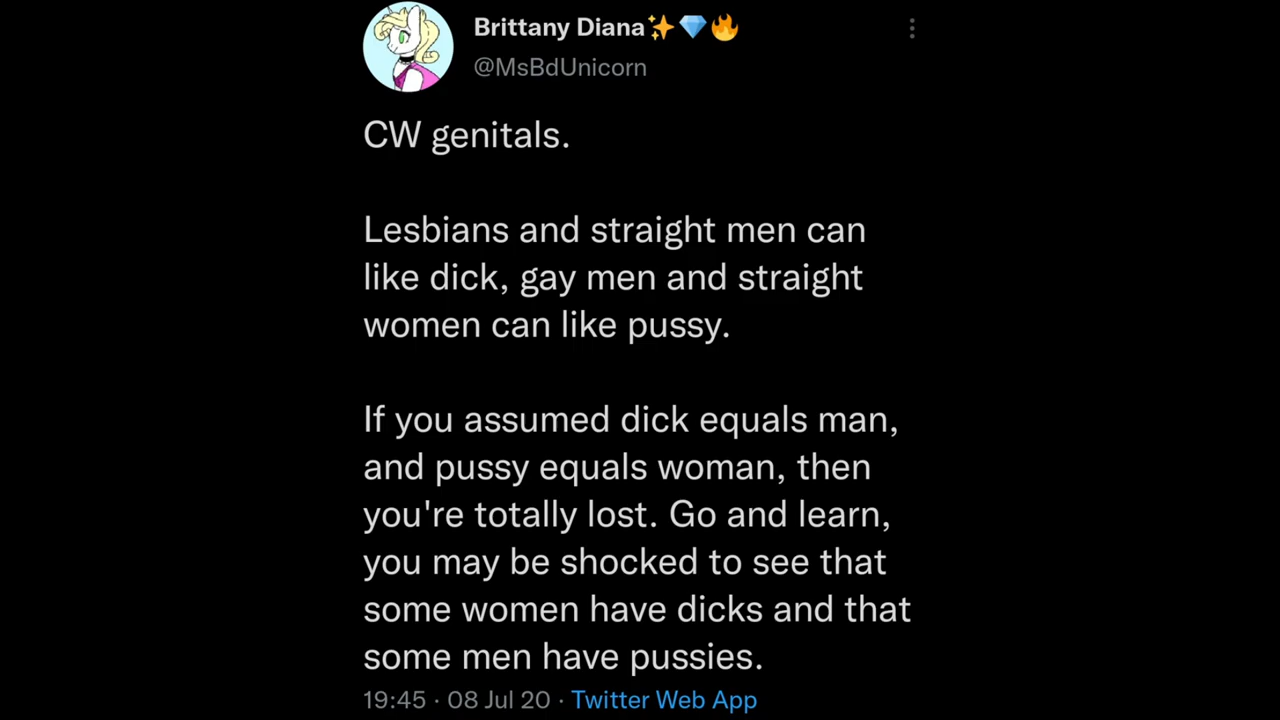 Brittany Diana✨💎🔥
@MsBdUnicorn
CW genitals.
Lesbians and straight men can
like dick, gay men and straight
women can like pussy.
If you assumed dick equals man,
and pussy equals woman, then
you're totally lost. Go and learn,
you may be shocked to see that
some women have dicks and that
some men have pussies.
19:45 · 08 Jul 20 · Twitter Web App